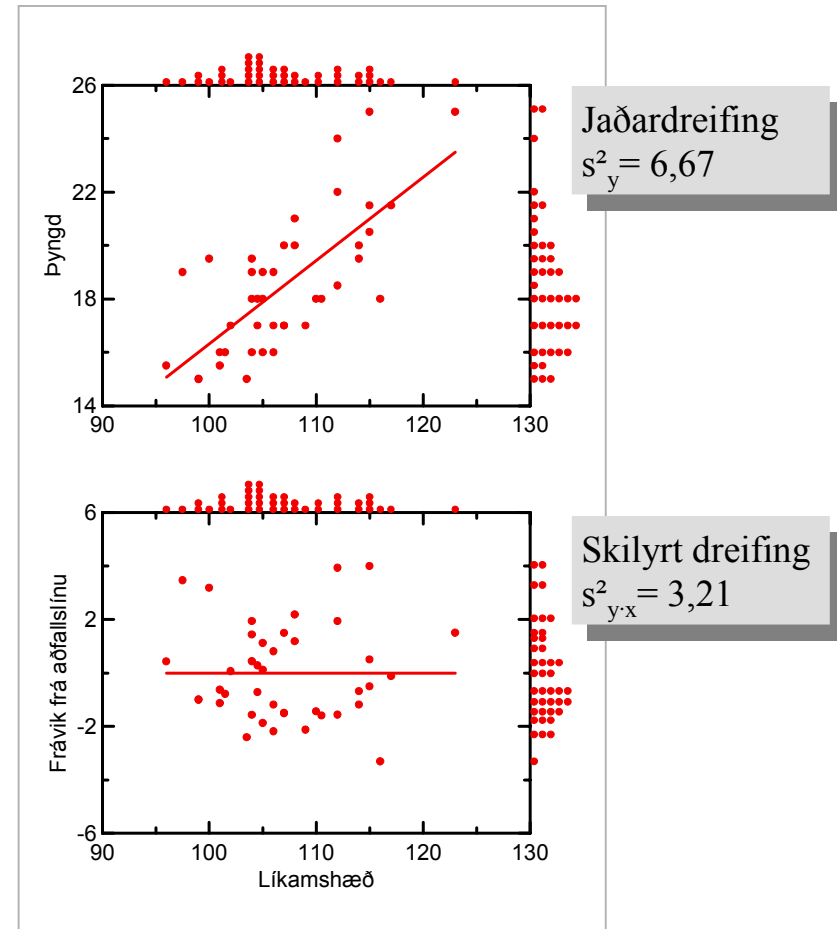 26
22
18
14
Þyngd
90
100
110
120
130
Jaðardreifing
s²y= 6,67
6
2
-2
-6
Frávik frá aðfallslínu
90
100
110
120
130
Líkamshæð
Skilyrt dreifing
s²y·x= 3,21